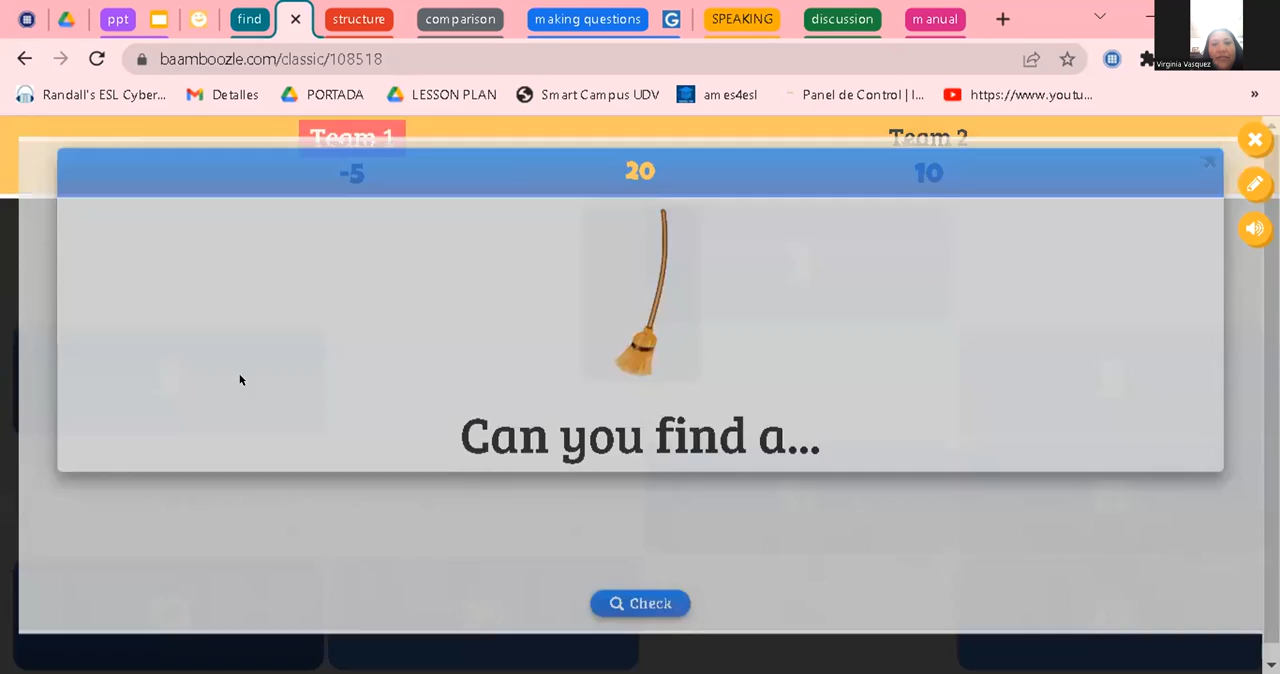 ppt find structure comparison making questions SPEAKING discussion manual
baamboozle.com/classic/108518
Virginia Vasquez
Randall's ESL Cyber... Detalles PORTADA LESSON PLAN Smart Campus UDV ames4esl Panel de Control | I... https://www.youtu... »
Team 1 Team 2
-5 20 10
Can you find a...
Check